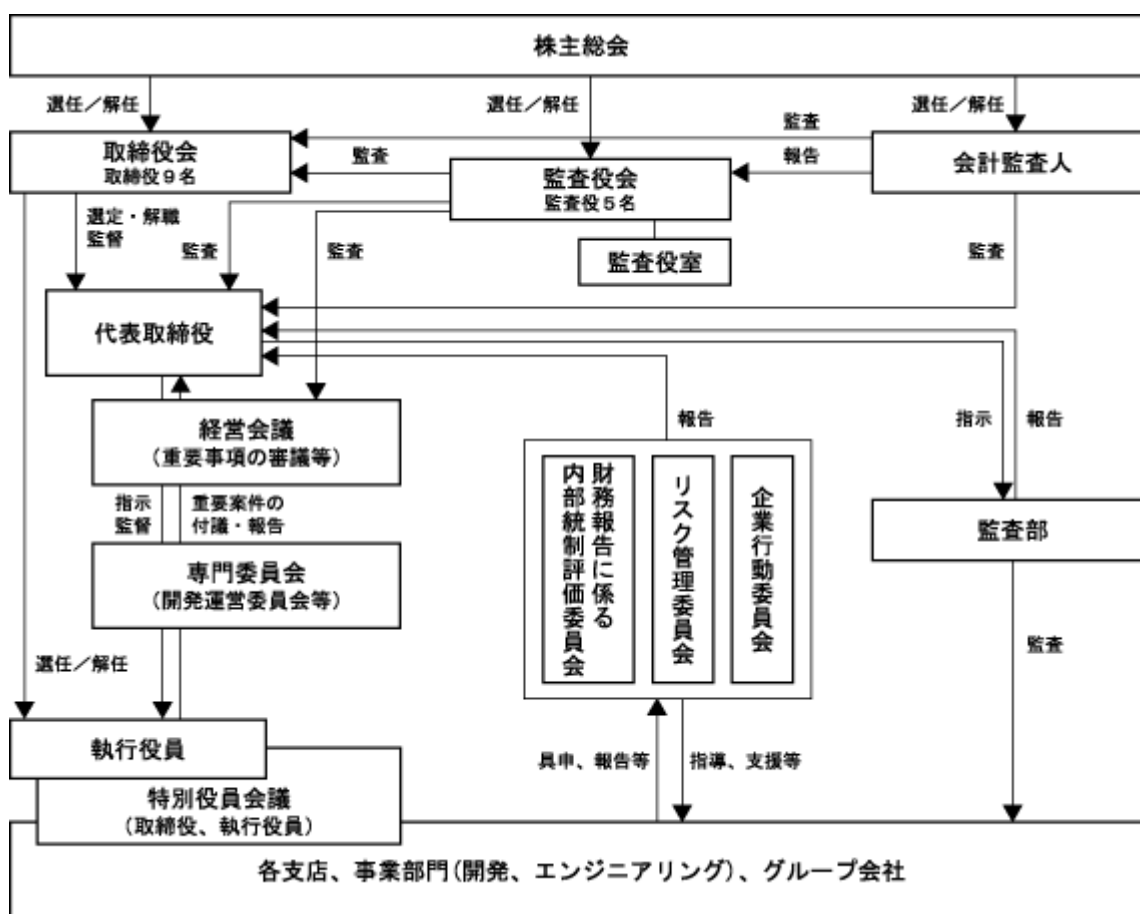 株主総会
選任／解任
選任／解任
選任／解任
取締役会
取締役９名
監査
監査
報告
監査役会
監査役５名
会計監査人
選定・解職
監督
監査
監査
監査役室
監査
代表取締役
経営会議
(重要事項の審議等)
報告
指示
報告
指示
監督
重要案件の
付議・報告
財務報告に係る
内部統制評価委員会
リスク管理委員会
企業行動委員会
監査部
専門委員会
(開発運営委員会等)
選任／解任
監査
執行役員
特別役員会議
(取締役、執行役員)
具申、報告等
指導、支援等
各支店、事業部門(開発、エンジニアリング)、グループ会社